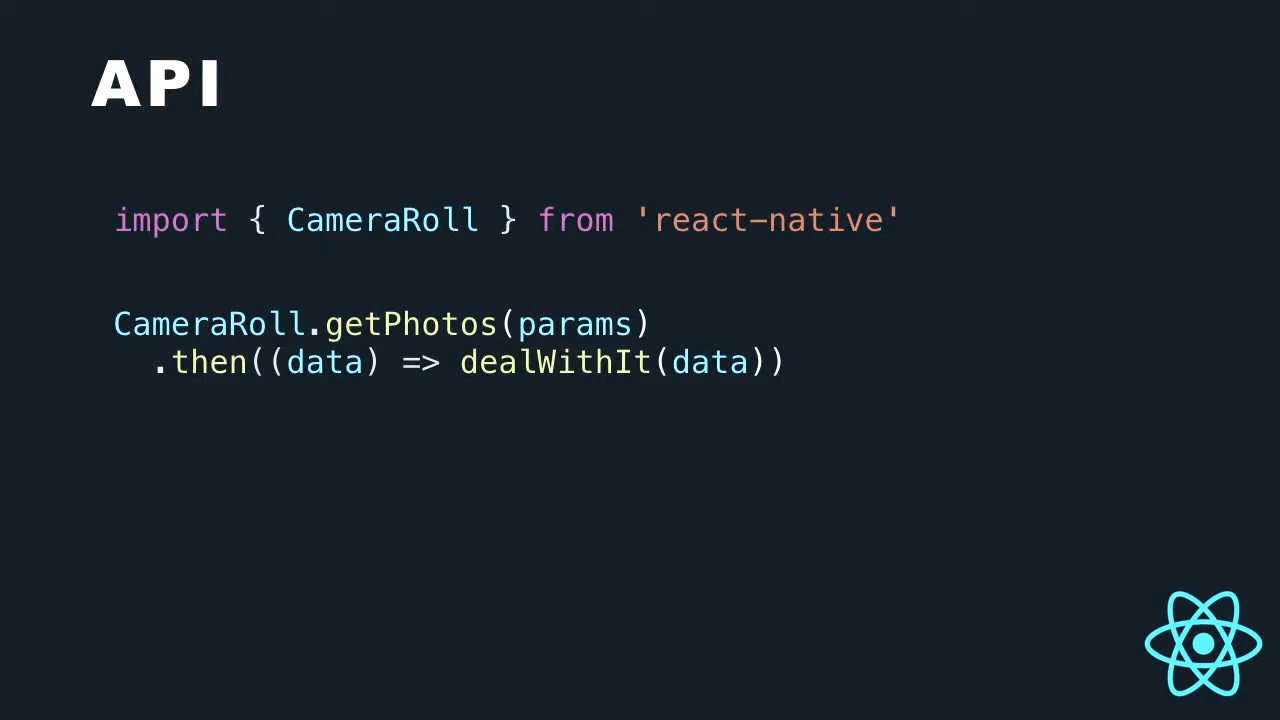 API
import { CameraRoll } from 'react-native'
CameraRoll.getPhotos(params)
  .then((data) => dealWithIt(data))